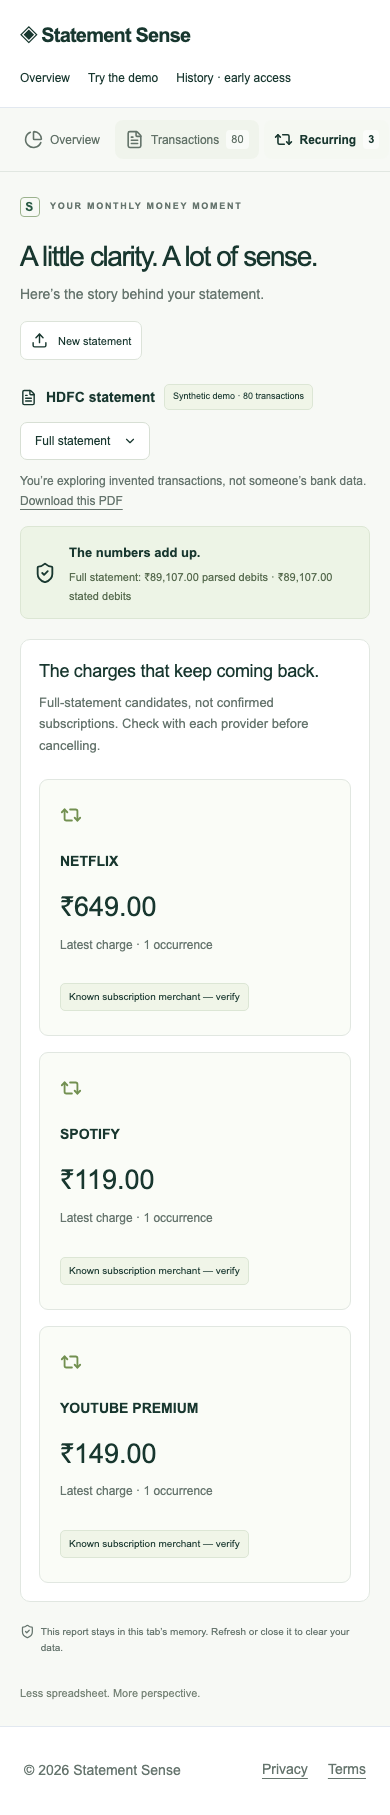 Statement Sense
Overview Try the demo History · early access
Overview Transactions 80 Recurring 3
S YOUR MONTHLY MONEY MOMENT
A little clarity. A lot of sense.
Here’s the story behind your statement.
New statement
HDFC statement Synthetic demo · 80 transactions
Full statement
You’re exploring invented transactions, not someone’s bank data.
Download this PDF
The numbers add up.
Full statement: ₹89,107.00 parsed debits · ₹89,107.00
stated debits
The charges that keep coming back.
Full-statement candidates, not confirmed
subscriptions. Check with each provider before
cancelling.
NETFLIX
₹649.00
Latest charge · 1 occurrence
Known subscription merchant — verify
SPOTIFY
₹119.00
Latest charge · 1 occurrence
Known subscription merchant — verify
YOUTUBE PREMIUM
₹149.00
Latest charge · 1 occurrence
Known subscription merchant — verify
This report stays in this tab’s memory. Refresh or close it to clear your
data.
Less spreadsheet. More perspective.
© 2026 Statement Sense Privacy Terms